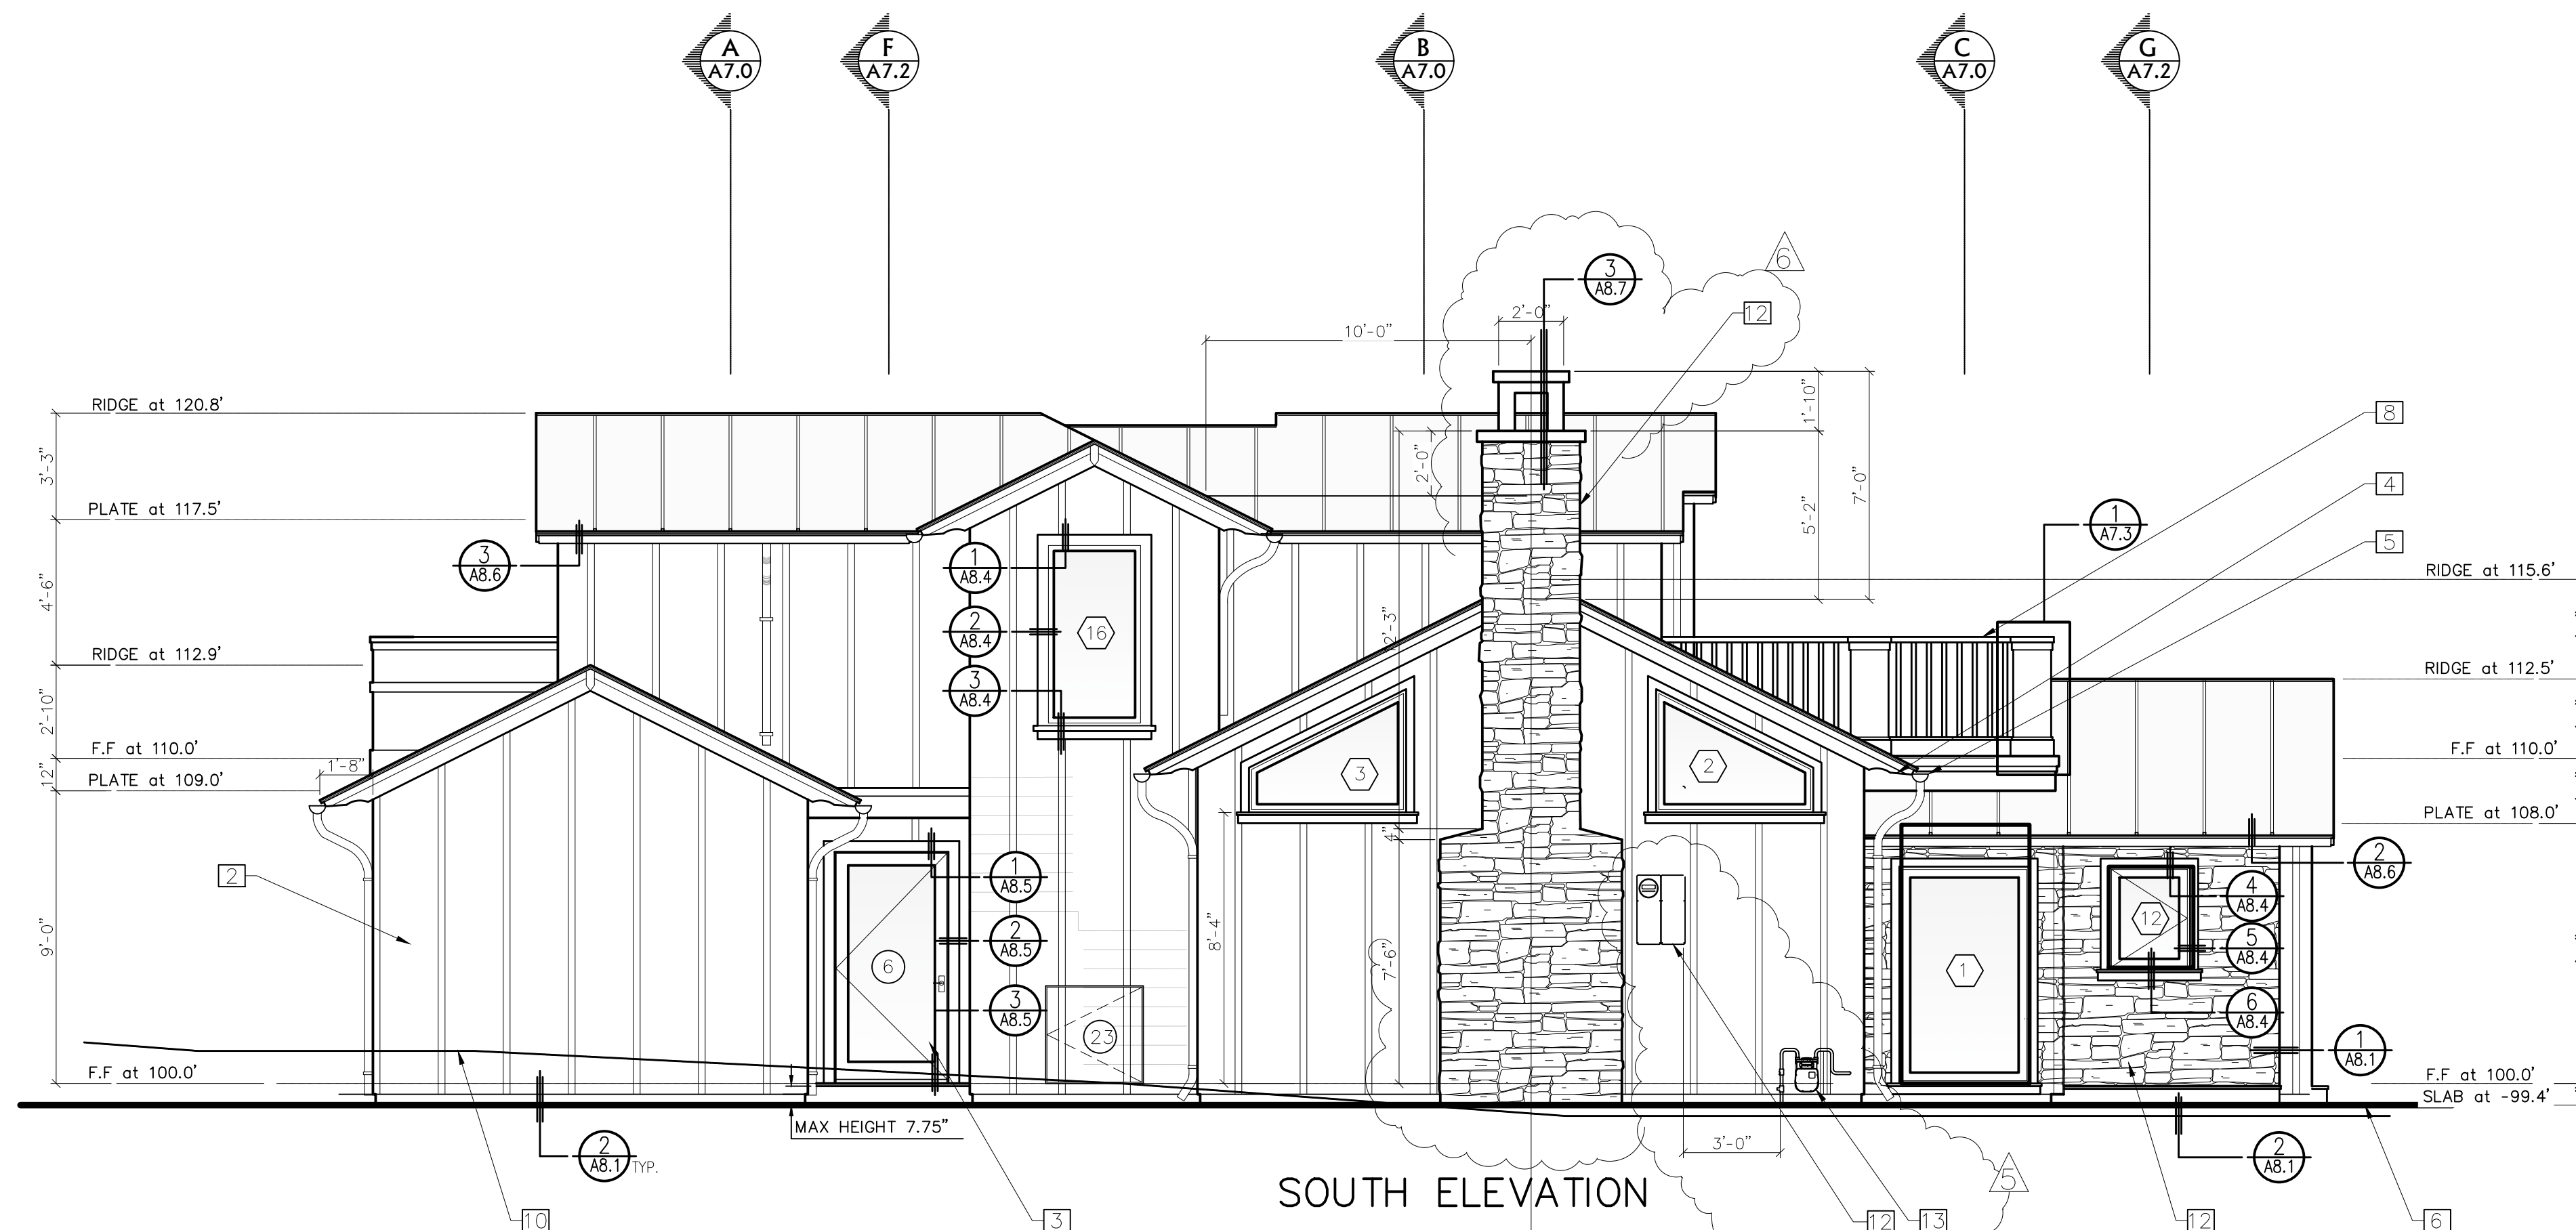 A
A7.0
F
A7.2
B
A7.0
C
A7.0
G
A7.2
6
3
A8.7
12
2'-0"
10'-0"
1'-10"
7'-0"
5'-2"
2'-0"
8
4
5
RIDGE at 120.8'
3'-3"
PLATE at 117.5'
4'-6"
RIDGE at 112.9'
2'-10"
F.F at 110.0'
12"
PLATE at 109.0'
1'-8"
9'-0"
F.F at 100.0'
3
A8.6
1
A8.4
2
A8.4
3
A8.4
16
1
A7.3
RIDGE at 115.6'
RIDGE at 112.5'
F.F at 110.0'
PLATE at 108.0'
3
2
4"
8'-4"
7'-6"
2
6
1
A8.5
2
A8.5
3
A8.5
23
1
12
2
A8.6
4
A8.4
5
A8.4
6
A8.4
1
A8.1
F.F at 100.0'
SLAB at -99.4'
MAX HEIGHT 7.75"
2
A8.1
TYP.
3'-0"
2
A8.1
5
SOUTH ELEVATION
10
3
12
13
12
6